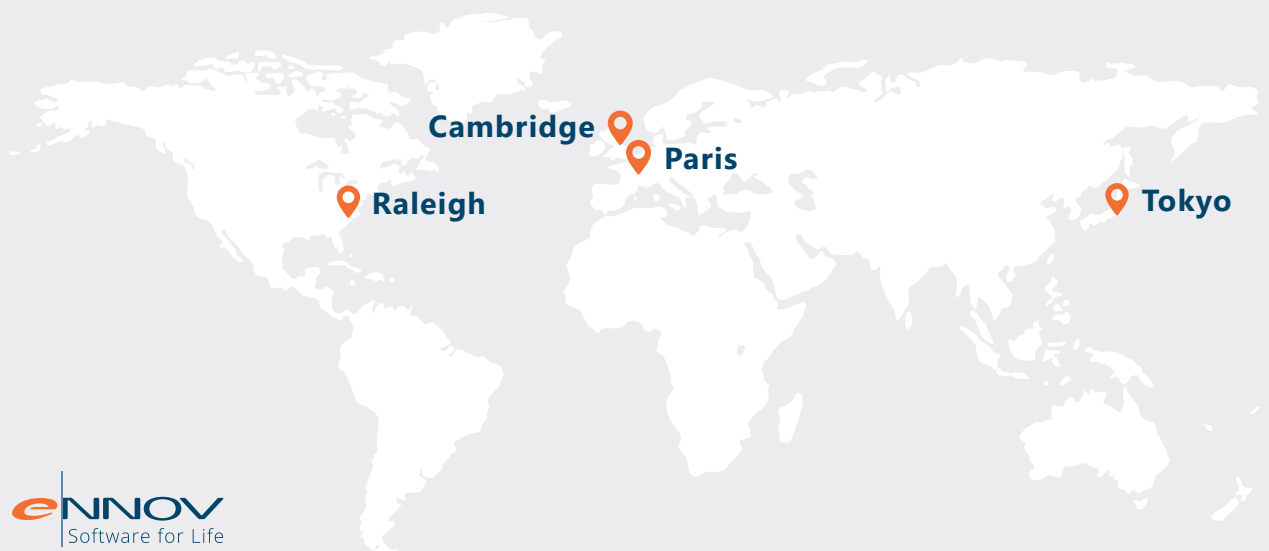 Cambridge
Paris
Raleigh
Tokyo
eNNOV
Software for Life